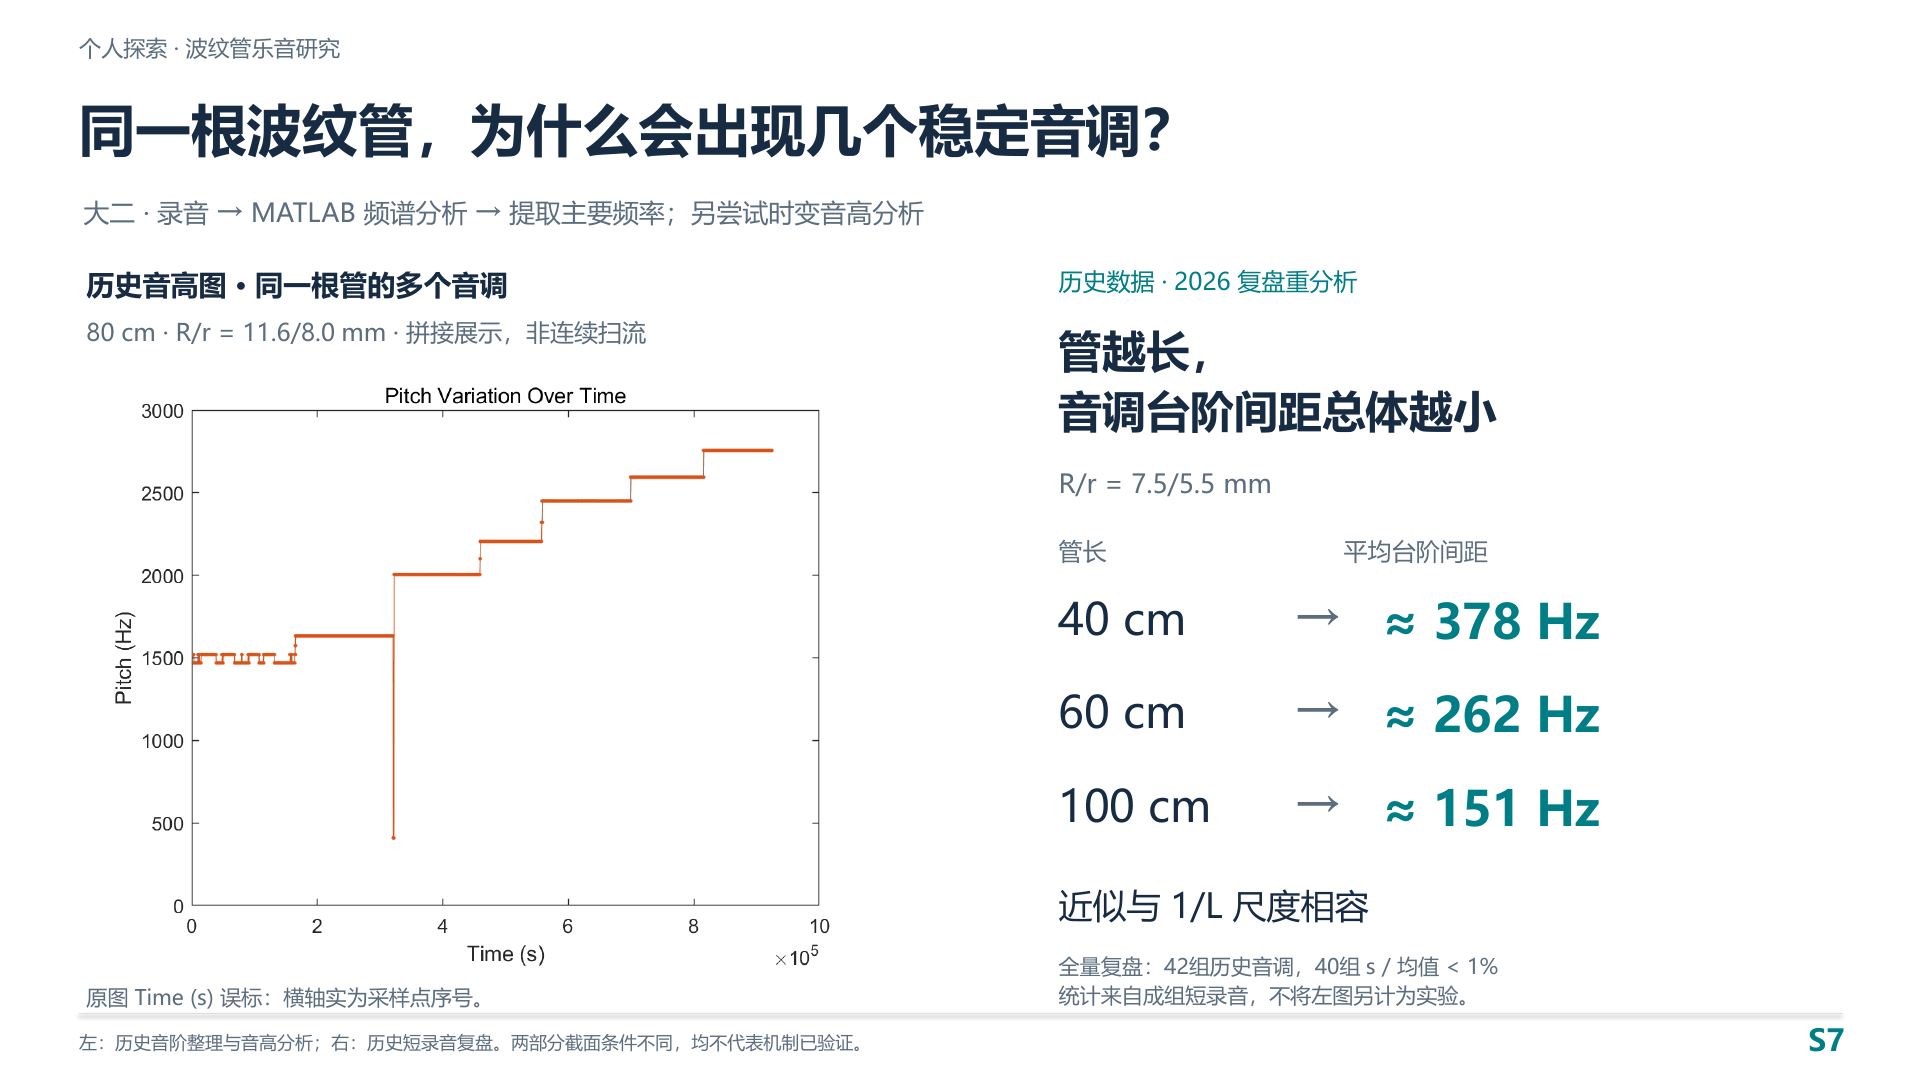 个人探索 · 波纹管乐音研究
同一根波纹管，为什么会出现几个稳定音调？
大二 · 录音 → MATLAB 频谱分析 → 提取主要频率；另尝试时变音高分析
历史音高图 • 同一根管的多个音调
80 cm · R/r = 11.6/8.0 mm · 拼接展示，非连续扫流
Pitch Variation Over Time
3000
2500
2000
1500
1000
500
0
Pitch (Hz)
0 2 4 6 8 10
Time (s)
×10⁵
原图 Time (s) 误标：横轴实为采样点序号。
历史数据 · 2026 复盘重分析
管越长，
音调台阶间距总体越小
R/r = 7.5/5.5 mm
管长 平均台阶间距
40 cm → ≈ 378 Hz
60 cm → ≈ 262 Hz
100 cm → ≈ 151 Hz
近似与 1/L 尺度相容
全量复盘：42组历史音调，40组 s / 均值 < 1%
统计来自成组短录音，不将左图另计为实验。
左：历史音阶整理与音高分析；右：历史短录音复盘。两部分截面条件不同，均不代表机制已验证。
S7